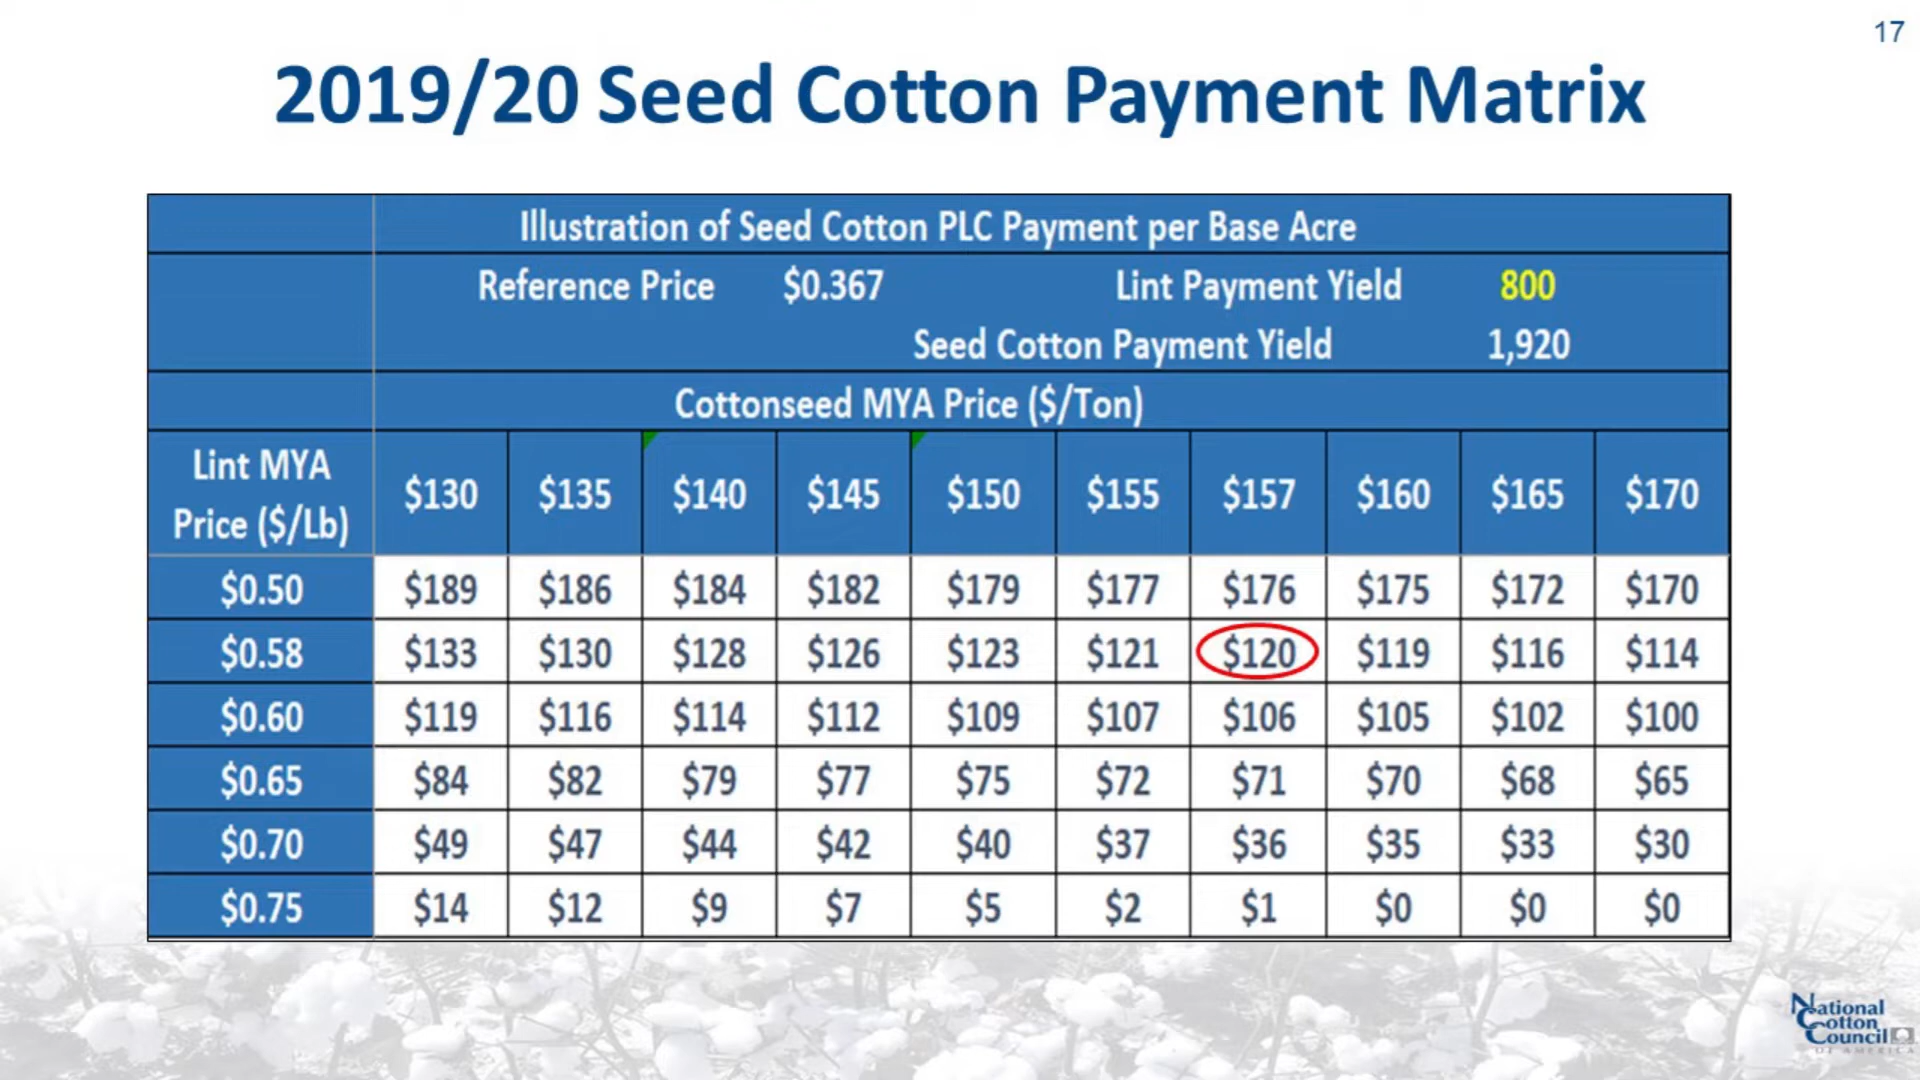 17
2019/20 Seed Cotton Payment Matrix
Illustration of Seed Cotton PLC Payment per Base Acre
Reference Price $0.367 Lint Payment Yield 800
Seed Cotton Payment Yield 1,920
Cottonseed MYA Price ($/Ton)
Lint MYA
Price ($/Lb) $130 $135 $140 $145 $150 $155 $157 $160 $165 $170
$0.50 $189 $186 $184 $182 $179 $177 $176 $175 $172 $170
$0.58 $133 $130 $128 $126 $123 $121 $120 $119 $116 $114
$0.60 $119 $116 $114 $112 $109 $107 $106 $105 $102 $100
$0.65 $84 $82 $79 $77 $75 $72 $71 $70 $68 $65
$0.70 $49 $47 $44 $42 $40 $37 $36 $35 $33 $30
$0.75 $14 $12 $9 $7 $5 $2 $1 $0 $0 $0
National
Cotton
Council
OF AMERICA